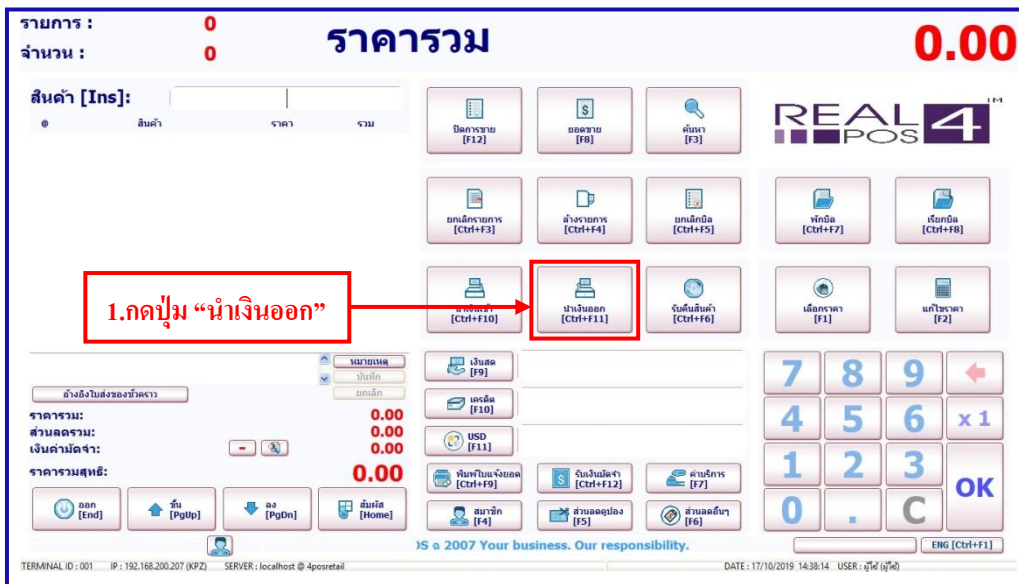 รายการ : 0
จำนวน : 0
ราคารวม
0.00
สินค้า [Ins]:
@ สินค้า ราคา รวม
ปิดการขาย
[F12]
ยอดขาย
[F8]
ค้นหา
[F3]
REAL 4 TM
POS
ยกเลิกรายการ
[Ctrl+F3]
ล้างรายการ
[Ctrl+F4]
ยกเลิกบิล
[Ctrl+F5]
พักบิล
[Ctrl+F7]
เรียกบิล
[Ctrl+F8]
1.กดปุ่ม “นำเงินออก”
นำเงินเข้า
[Ctrl+F10]
นำเงินออก
[Ctrl+F11]
รับคืนสินค้า
[Ctrl+F6]
เลือกราคา
[F1]
แก้ไขราคา
[F2]
หมายเหตุ
บันทึก
ยกเลิก
อ้างอิงใบส่งของชั่วคราว
ราคารวม: 0.00
ส่วนลดรวม: 0.00
เงินค่ามัดจำ: - 0.00
ราคารวมสุทธิ: 0.00
เงินสด
[F9]
เครดิต
[F10]
USD
[F11]
7 8 9
4 5 6 x 1
1 2 3
0 . C OK
พิมพ์ใบแจ้งยอด
[Ctrl+F9]
รับเงินมัดจำ
[Ctrl+F12]
ค่าบริการ
[F7]
ออก
[End]
ขึ้น
[PgUp]
ลง
[PgDn]
สัมผัส
[Home]
สมาชิก
[F4]
ส่วนลดคูปอง
[F5]
ส่วนลดอื่นๆ
[F6]
2007 Your business. Our responsibility.
ENG [Ctrl+F1]
TERMINAL ID : 001 IP : 192.168.200.207 (KPZ) SERVER : localhost @ 4posretail DATE : 17/10/2019 14:38:14 USER : ผู้ใช้ (ผู้ใช้)